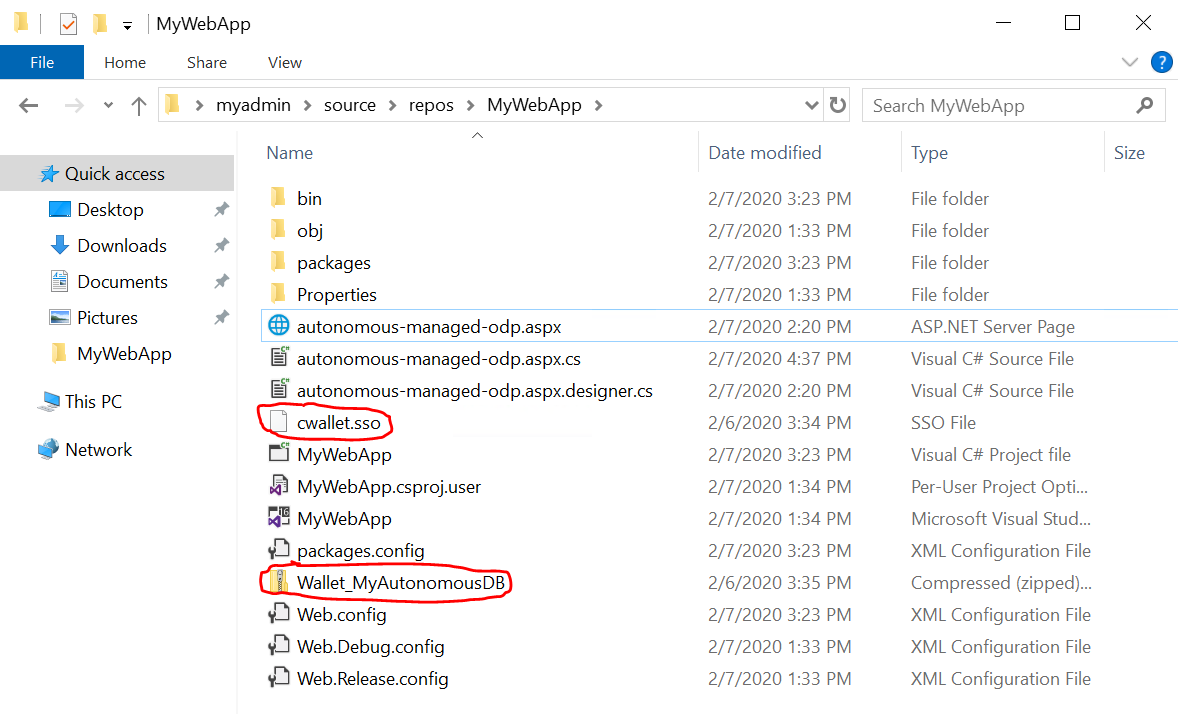 MyWebApp
File Home Share View
myadmin source repos MyWebApp Search MyWebApp
Name Date modified Type Size
Quick access
Desktop
Downloads
Documents
Pictures
MyWebApp
This PC
Network
bin 2/7/2020 3:23 PM File folder
obj 2/7/2020 1:33 PM File folder
packages 2/7/2020 3:23 PM File folder
Properties 2/7/2020 1:33 PM File folder
autonomous-managed-odp.aspx 2/7/2020 2:20 PM ASP.NET Server Page
autonomous-managed-odp.aspx.cs 2/7/2020 4:37 PM Visual C# Source File
autonomous-managed-odp.aspx.designer.cs 2/7/2020 2:20 PM Visual C# Source File
cwallet.sso 2/6/2020 3:34 PM SSO File
MyWebApp 2/7/2020 3:23 PM Visual C# Project file
MyWebApp.csproj.user 2/7/2020 1:34 PM Per-User Project Opti...
MyWebApp 2/7/2020 1:34 PM Microsoft Visual Stud...
packages.config 2/7/2020 3:23 PM XML Configuration File
Wallet_MyAutonomousDB 2/6/2020 3:35 PM Compressed (zipped)...
Web.config 2/7/2020 3:23 PM XML Configuration File
Web.Debug.config 2/7/2020 1:33 PM XML Configuration File
Web.Release.config 2/7/2020 1:33 PM XML Configuration File